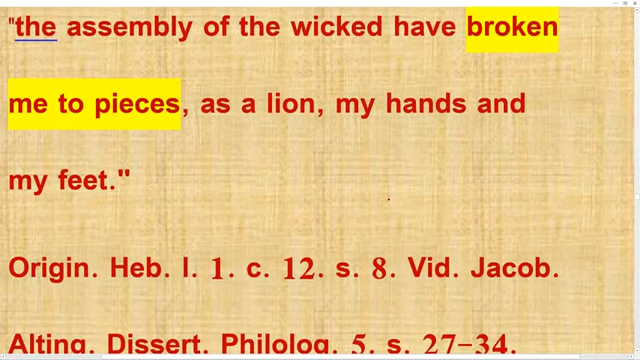 "the assembly of the wicked have broken
me to pieces, as a lion, my hands and
my feet."
Origin. Heb. l. 1. c. 12. s. 8. Vid. Jacob.
Alting. Dissert. Philolog. 5. s. 27-34.